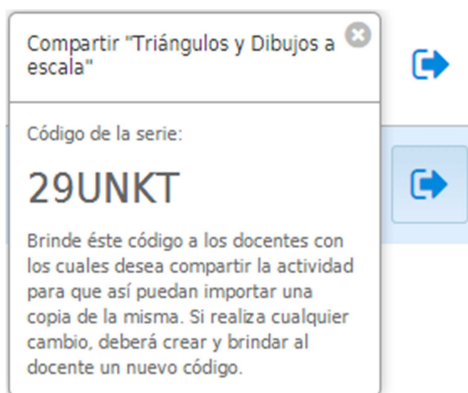 Compartir "Triángulos y Dibujos a
escala"
Código de la serie:
29UNKT
Brinde éste código a los docentes con
los cuales desea compartir la actividad
para que así puedan importar una
copia de la misma. Si realiza cualquier
cambio, deberá crear y brindar al
docente un nuevo código.